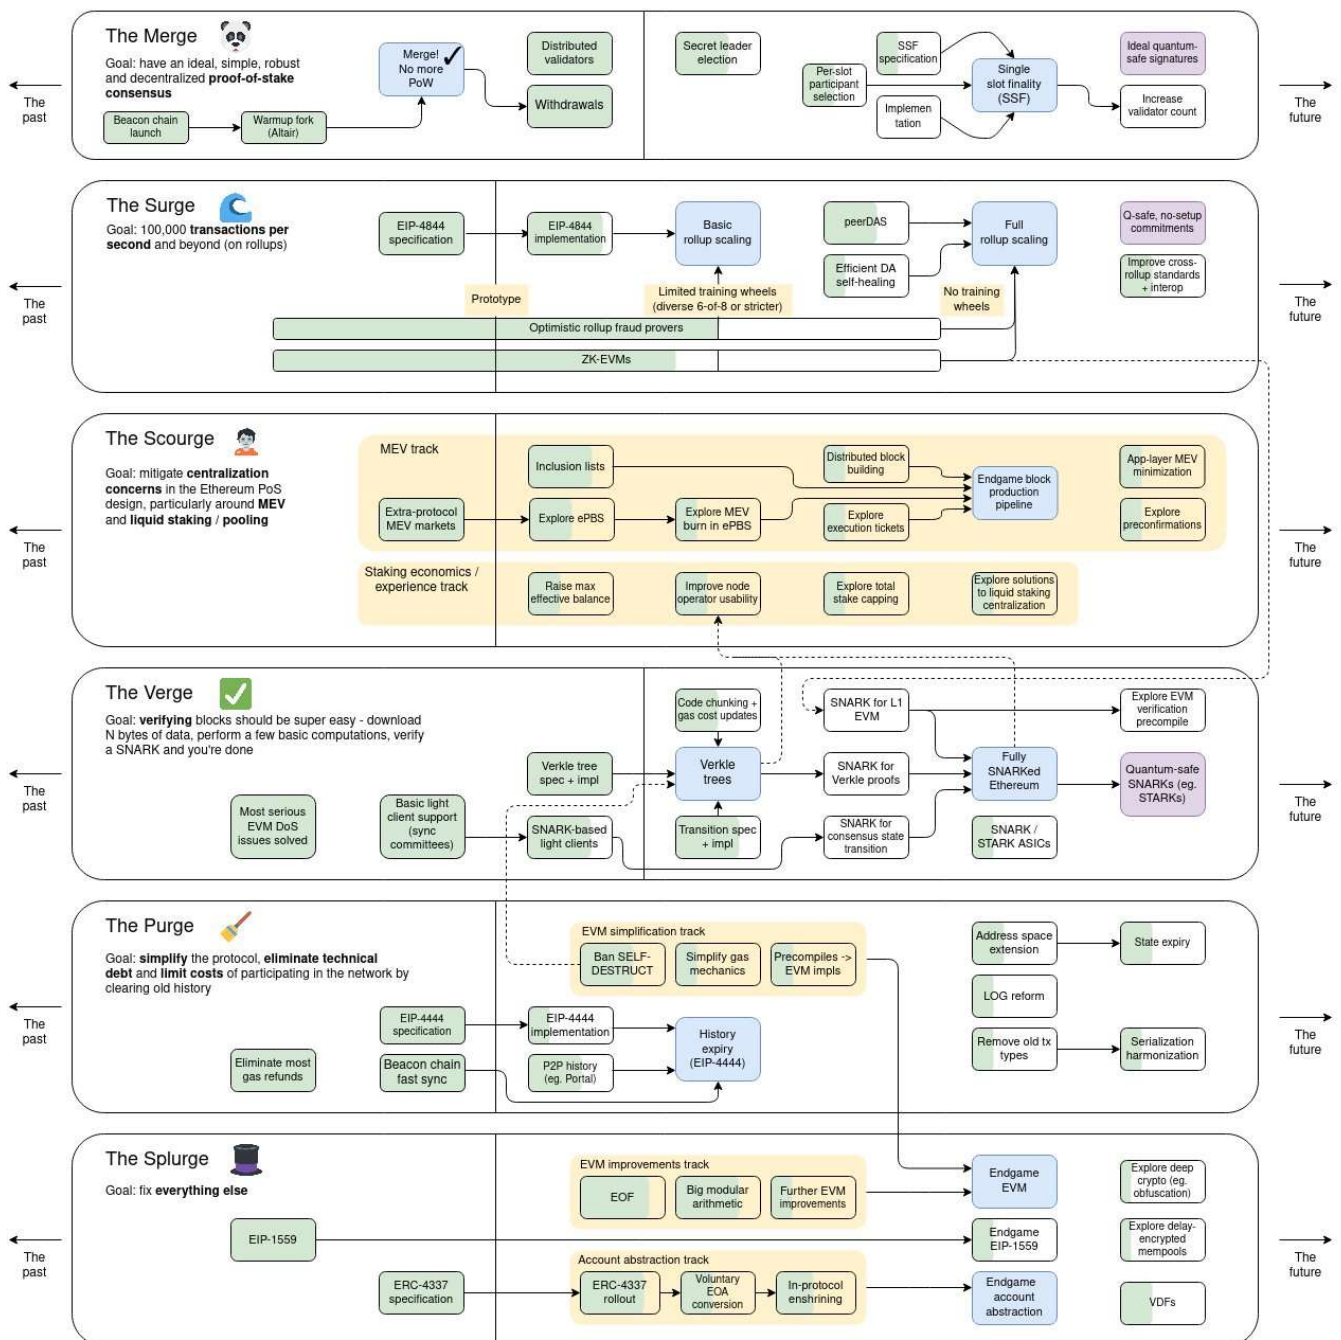 The Merge
Goal: have an ideal, simple, robust
and decentralized proof-of-stake
consensus
Beacon chain
launch
Warmup fork
(Altair)
Merge!
No more
PoW
Distributed
validators
Withdrawals
Secret leader
election
SSF
specification
Per-slot
participant
selection
Implemen
tation
Single
slot finality
(SSF)
Ideal quantum-
safe signatures
Increase
validator count
The
past
The
future
The Surge
Goal: 100,000 transactions per
second and beyond (on rollups)
EIP-4844
specification
EIP-4844
implementation
Basic
rollup scaling
peerDAS
Efficient DA
self-healing
Full
rollup scaling
Q-safe, no-setup
commitments
Improve cross-
rollup standards
+ interop
Prototype
Limited training wheels
(diverse 6-of-8 or stricter)
No training
wheels
Optimistic rollup fraud provers
ZK-EVMs
The
past
The
future
The Scourge
Goal: mitigate centralization
concerns in the Ethereum PoS
design, particularly around MEV
and liquid staking / pooling
MEV track
Extra-protocol
MEV markets
Inclusion lists
Explore ePBS
Explore MEV
burn in ePBS
Distributed block
building
Explore
execution tickets
Endgame block
production
pipeline
App-layer MEV
minimization
Explore
preconfirmations
Staking economics /
experience track
Raise max
effective balance
Improve node
operator usability
Explore total
stake capping
Explore solutions
to liquid staking
centralization
The
past
The
future
The Verge
Goal: verifying blocks should be super easy - download
N bytes of data, perform a few basic computations, verify
a SNARK and you're done
Most serious
EVM DoS
issues solved
Basic light
client support
(sync
committees)
Verkle tree
spec + impl
SNARK-based
light clients
Code chunking +
gas cost updates
Verkle
trees
Transition spec
+ impl
SNARK for L1
EVM
SNARK for
Verkle proofs
SNARK for
consensus state
transition
Fully
SNARKed
Ethereum
SNARK /
STARK ASICs
Explore EVM
verification
precompile
Quantum-safe
SNARKs (eg.
STARKs)
The
past
The
future
The Purge
Goal: simplify the protocol, eliminate technical
debt and limit costs of participating in the network by
clearing old history
Eliminate most
gas refunds
EIP-4444
specification
Beacon chain
fast sync
EIP-4444
implementation
P2P history
(eg. Portal)
History
expiry
(EIP-4444)
EVM simplification track
Ban SELF-
DESTRUCT
Simplify gas
mechanics
Precompiles ->
EVM impls
Address space
extension
State expiry
LOG reform
Remove old tx
types
Serialization
harmonization
The
past
The
future
The Splurge
Goal: fix everything else
EIP-1559
ERC-4337
specification
EVM improvements track
EOF
Big modular
arithmetic
Further EVM
improvements
Account abstraction track
ERC-4337
rollout
Voluntary
EOA
conversion
In-protocol
enshrining
Endgame
EVM
Endgame
EIP-1559
Endgame
account
abstraction
Explore deep
crypto (eg.
obfuscation)
Explore delay-
encrypted
mempools
VDFs
The
past
The
future